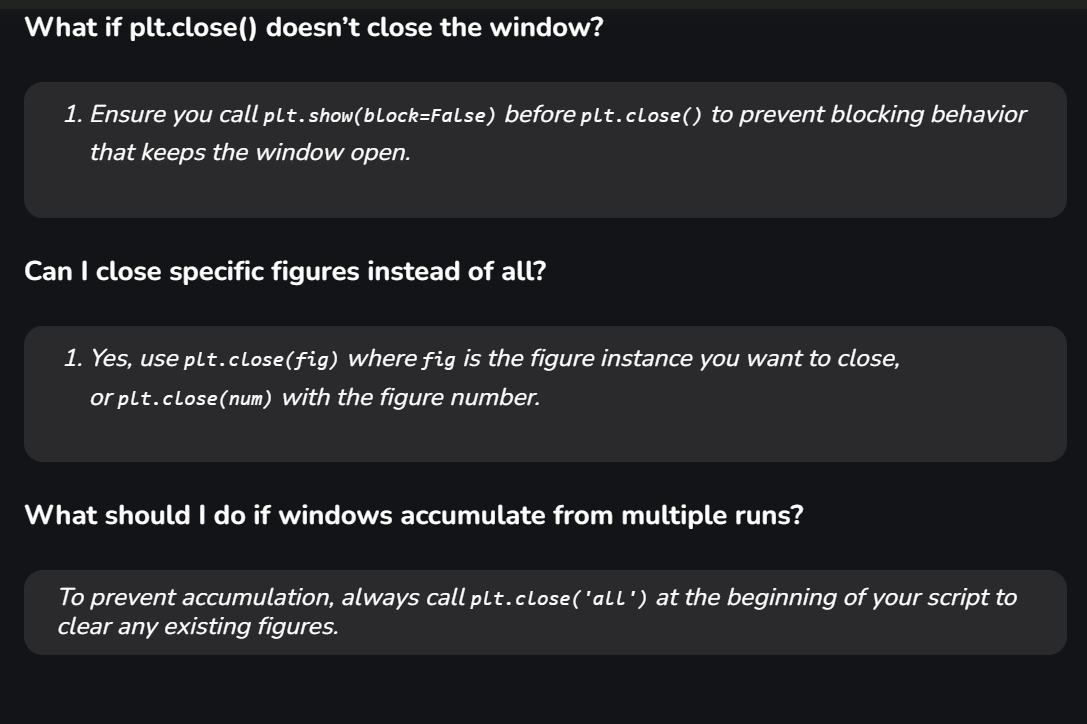 What if plt.close() doesn’t close the window?
1. Ensure you call plt.show(block=False) before plt.close() to prevent blocking behavior
that keeps the window open.
Can I close specific figures instead of all?
1. Yes, use plt.close(fig) where fig is the figure instance you want to close,
or plt.close(num) with the figure number.
What should I do if windows accumulate from multiple runs?
To prevent accumulation, always call plt.close('all') at the beginning of your script to
clear any existing figures.